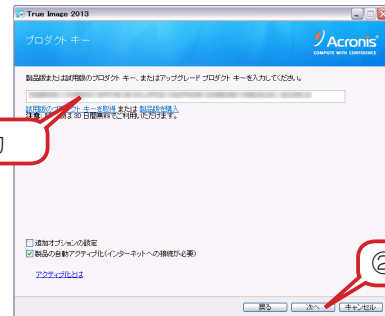 True Image 2013
プロダクト キー
Acronis
COMPUTE WITH CONFIDENCE
製品版または試用版のプロダクト キー、またはアップグレード プロダクト キーを入力してください。
試用版のプロダクト キーを取得 または 製品版を購入
注意: は 30 日間無料でご利用いただけます。
追加オプションの設定
製品の自動アクティブ化(インターネットへの接続が必要)
アクティブ化とは
②
戻る
次へ
キャンセル